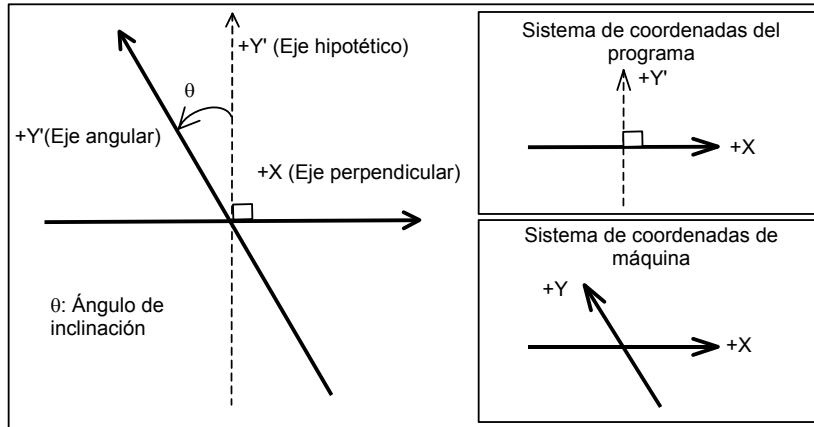 +Y' (Eje hipotético)
θ
+Y'(Eje angular)
+X (Eje perpendicular)
θ: Ángulo de
inclinación
Sistema de coordenadas del
programa
+Y'
+X
Sistema de coordenadas de
máquina
+Y
+X